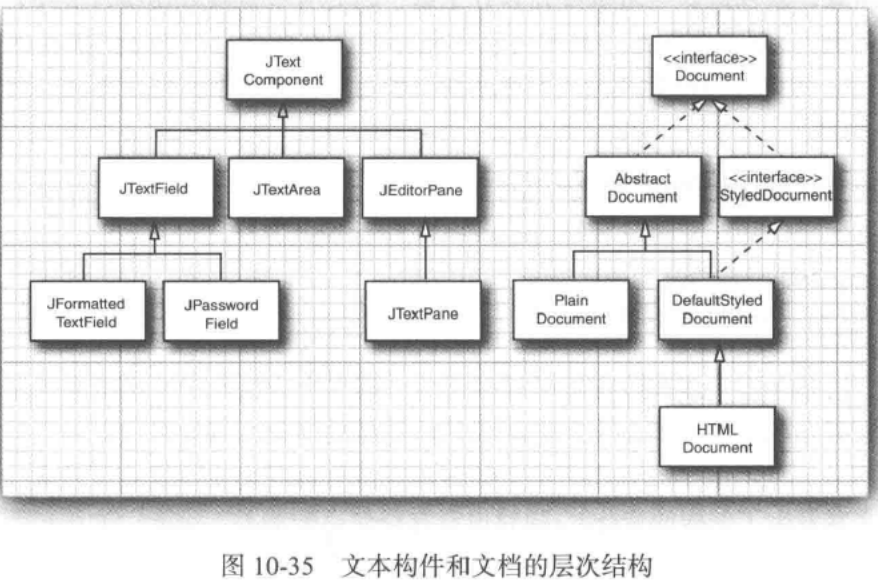 JText
Component
<<interface>>
Document
JTextField
JTextArea
JEditorPane
Abstract
Document
<<interface>>
StyledDocument
JFormatted
TextField
JPassword
Field
JTextPane
Plain
Document
DefaultStyled
Document
HTML
Document
图 10-35 文本构件和文档的层次结构